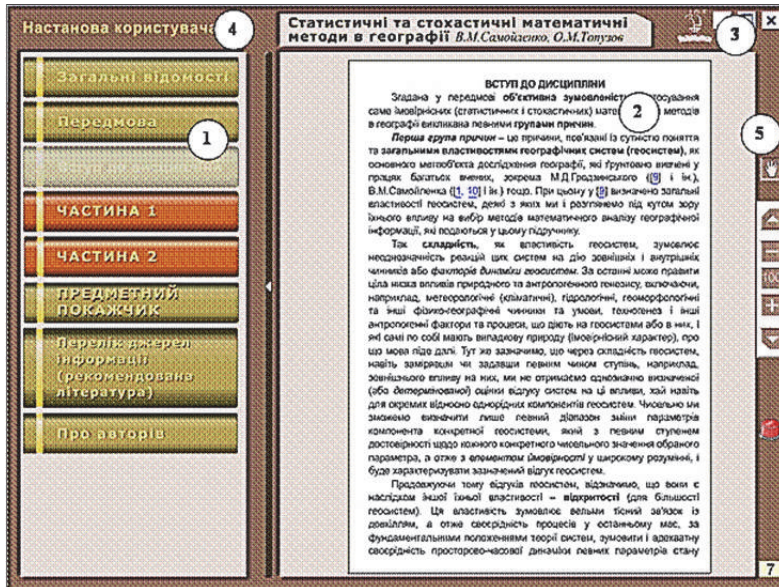 Настанова користувача
4
Статистичні та стохастичні математичні
методи в географії В.М.Самойленко, О.М.Топузов
3
Загальні відомості
Передмова
1
ЧАСТИНА 1
ЧАСТИНА 2
ПРЕДМЕТНИЙ
ПОКАЖЧИК
Перелік джерел
інформації
(рекомендована
література)
Про авторів
ВСТУП ДО ДИСЦИПЛІНИ
Згадана у передмові об'єктивна зумовленість
саме імовірнісних (статистичних і стохастичних) методів
2
в географії викликана певними групами причин.
Перша група причин – це причини, пов'язані із сутністю поняття
та загальними властивостями географічних систем (геосистем), як
основного метаоб'єкта дослідження географії, які ґрунтовно вивчені у
працях багатьох вчених, зокрема М.Д.Гродзинського ([9] і ін.),
В.М.Самойленка ([1, 10] і ін.) тощо. При цьому у [9] визначено загальні
властивості геосистем, деякі з яких ми і розглянемо під кутом зору
їхнього впливу на вибір методів математичного аналізу географічної
інформації, які подаються у цьому підручнику.
Так складність, як властивість геосистем, зумовлює
неоднозначність реакцій цих систем на дію зовнішніх і внутрішніх
чинників або факторів динаміки геосистем. За останні може правити
ціла низка впливів природного та антропогенного генезису, включаючи,
наприклад, метеорологічні (кліматичні), гідрологічні, геоморфологічні
та інші фізико-географічні чинники та умови, техногенез і інші
антропогенні фактори та процеси, що діють на геосистеми або в них, і
які самі по собі мають випадкову природу (імовірнісний характер), про
що мова піде далі. Тут же зазначимо, що через складність геосистем,
навіть замірявши чи задавши певним чином ступінь, наприклад,
зовнішнього впливу на них, ми не отримаємо однозначно визначеної
(або детермінованої) оцінки відгуку систем на ці впливи, хай навіть
для окремих відносно однорідних компонентів геосистеми. Чисельно ми
зможемо визначити лише певний діапазон зміни параметрів
компонента конкретної геосистеми, який з певним ступенем
достовірності щодо кожного конкретного чисельного значення обраного
параметра, а отже з елементом ймовірності у широкому розумінні, і
буде характеризувати зазначений відгук геосистем.
Продовжуючи тему відгуків геосистем, відзначимо, що вони є
наслідком іншої їхньої властивості – відкритості (для більшості
геосистем). Ця властивість зумовлює вельми тісний зв'язок із
довкіллям, а отже своєрідність процесів у останньому має, за
фундаментальними положеннями теорії систем, зумовити і адекватну
своєрідність просторово-часової динаміки певних параметрів стану
5
100
7